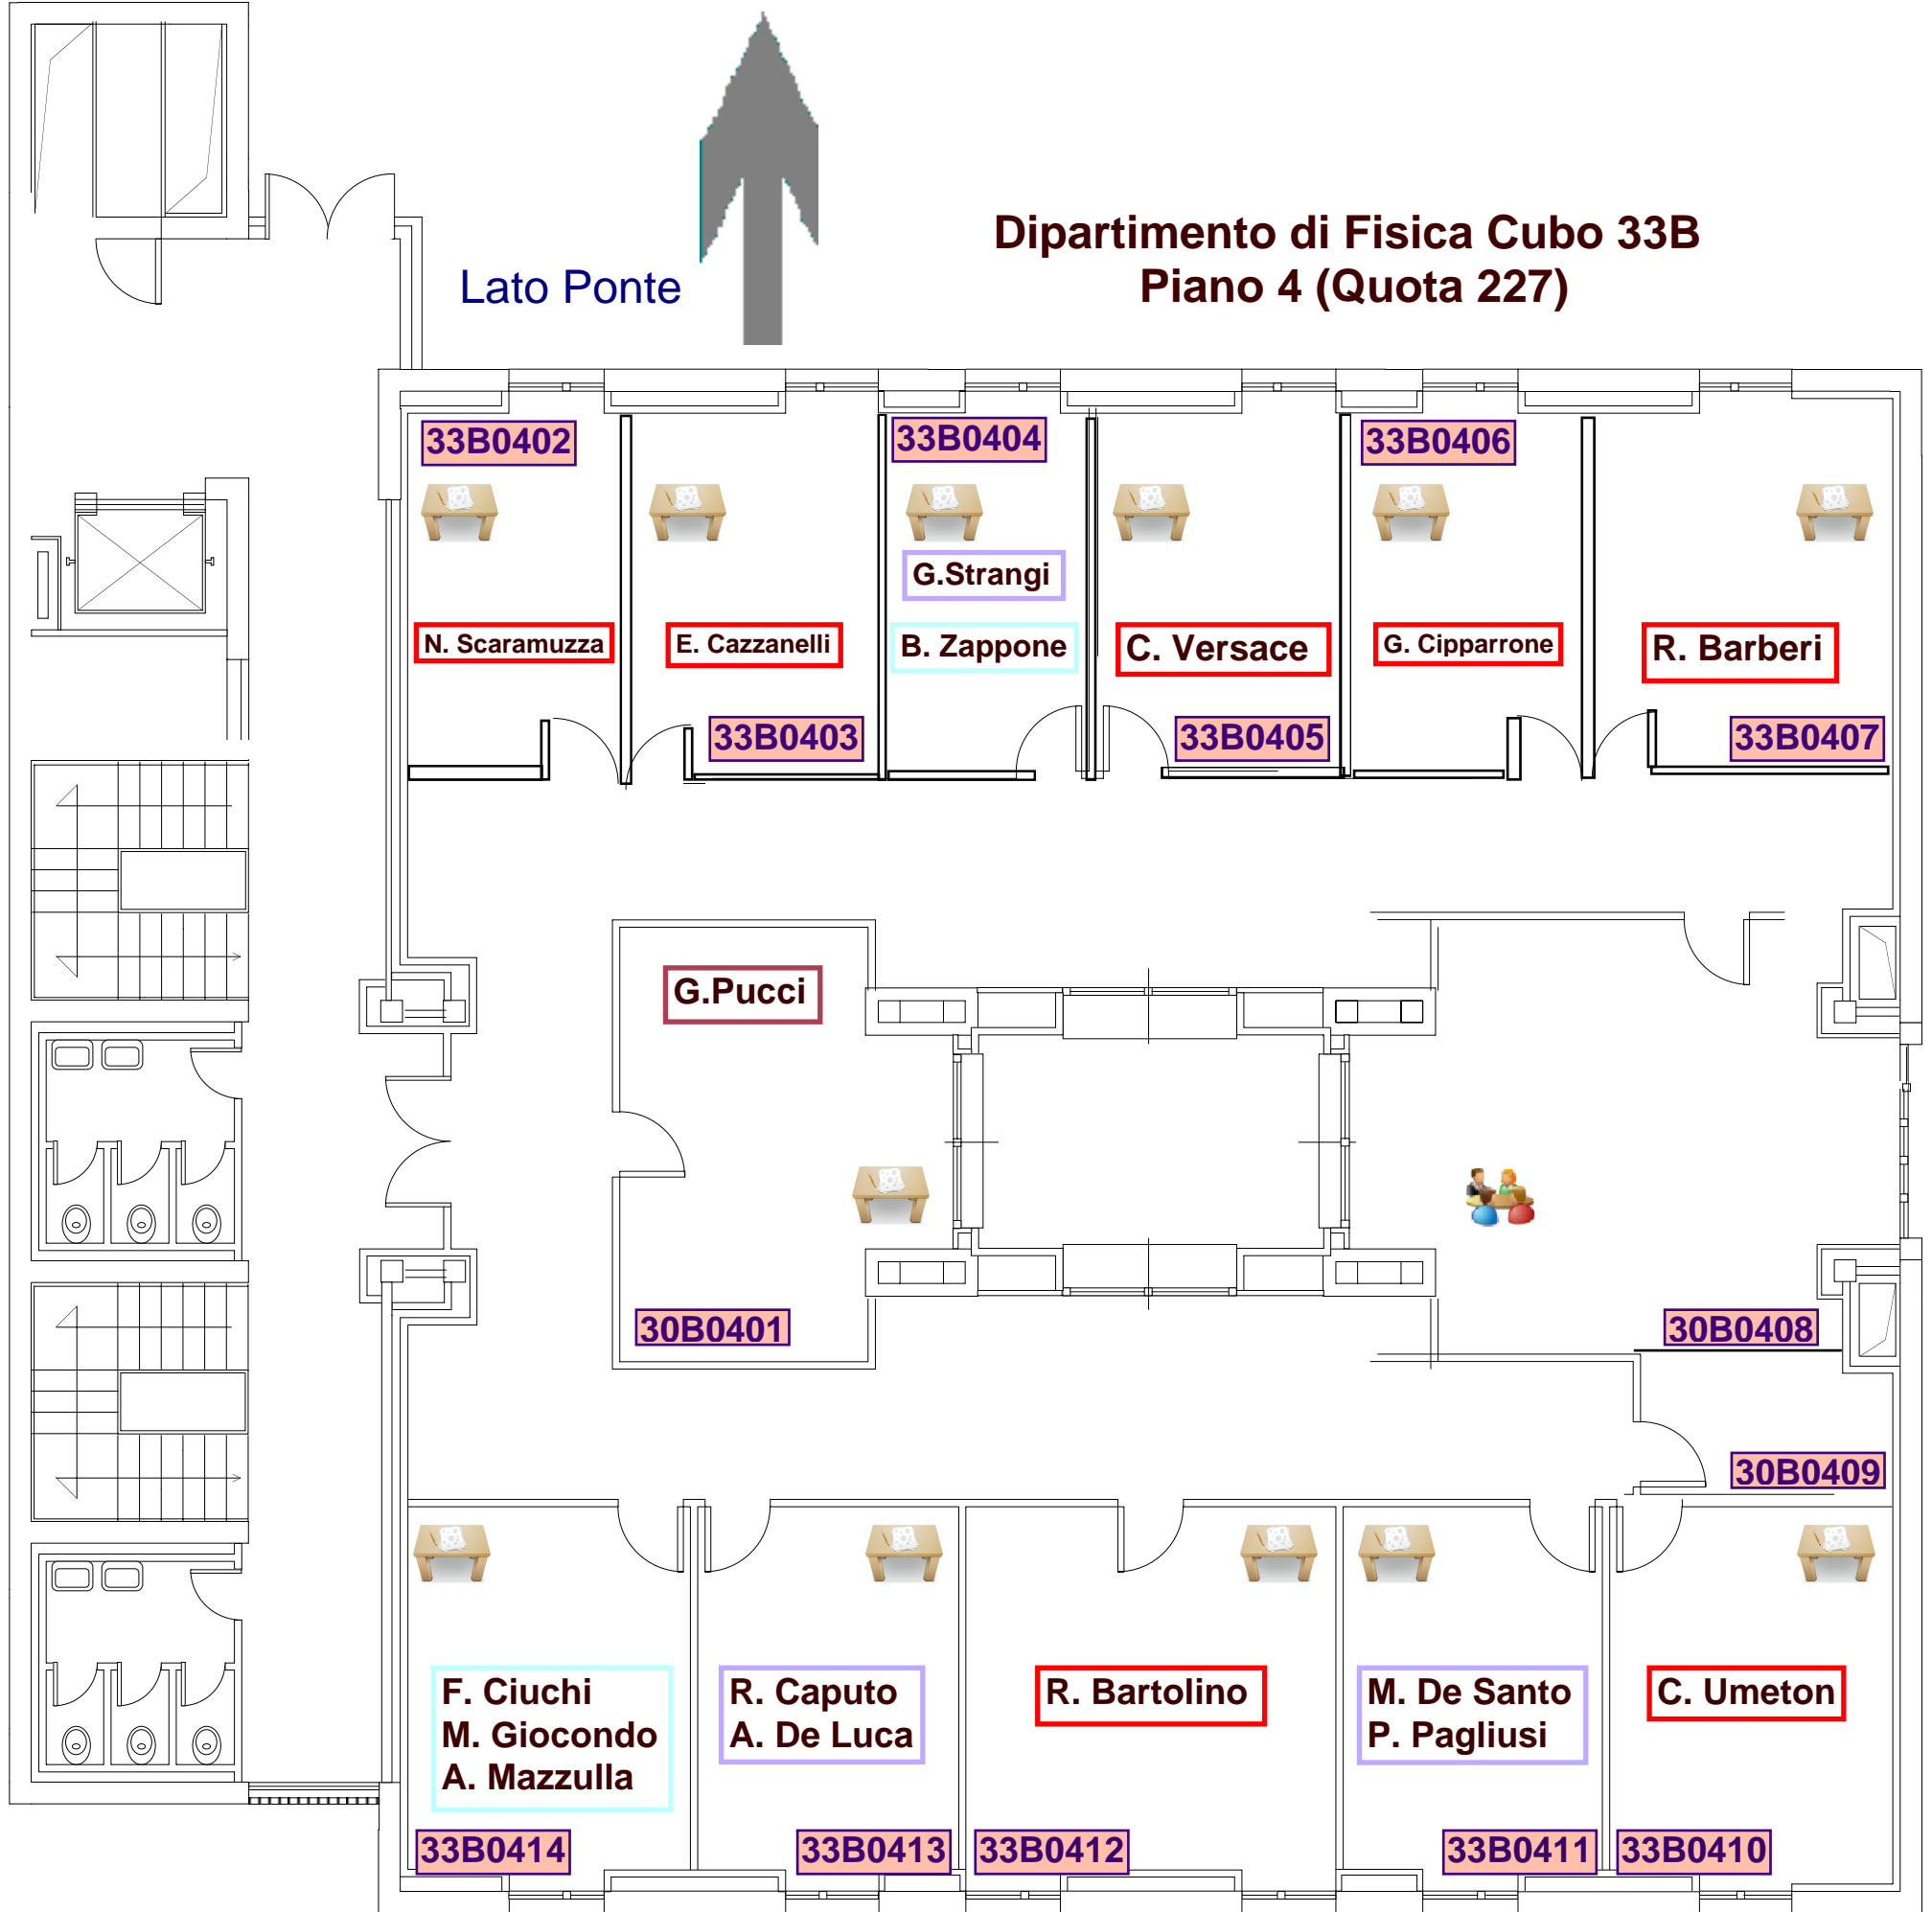 Dipartimento di Fisica Cubo 33B
Piano 4 (Quota 227)
Lato Ponte
33B0402
33B0404
33B0406
G.Strangi
N. Scaramuzza
E. Cazzanelli
B. Zappone
C. Versace
G. Cipparrone
R. Barberi
33B0403
33B0405
33B0407
G.Pucci
30B0401
30B0408
30B0409
F. Ciuchi
M. Giocondo
A. Mazzulla
R. Caputo
A. De Luca
R. Bartolino
M. De Santo
P. Pagliusi
C. Umeton
33B0414
33B0413
33B0412
33B0411
33B0410